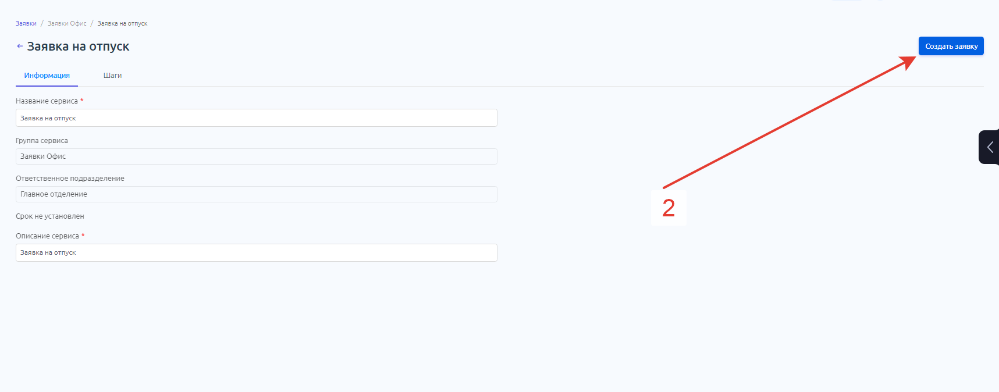 Заявки / Заявки Офис / Заявка на отпуск
← Заявка на отпуск
Создать заявку
Информация Шаги
Название сервиса *
Заявка на отпуск
Группа сервиса
Заявки Офис
Ответственное подразделение
Главное отделение
2
Срок не установлен
Описание сервиса *
Заявка на отпуск